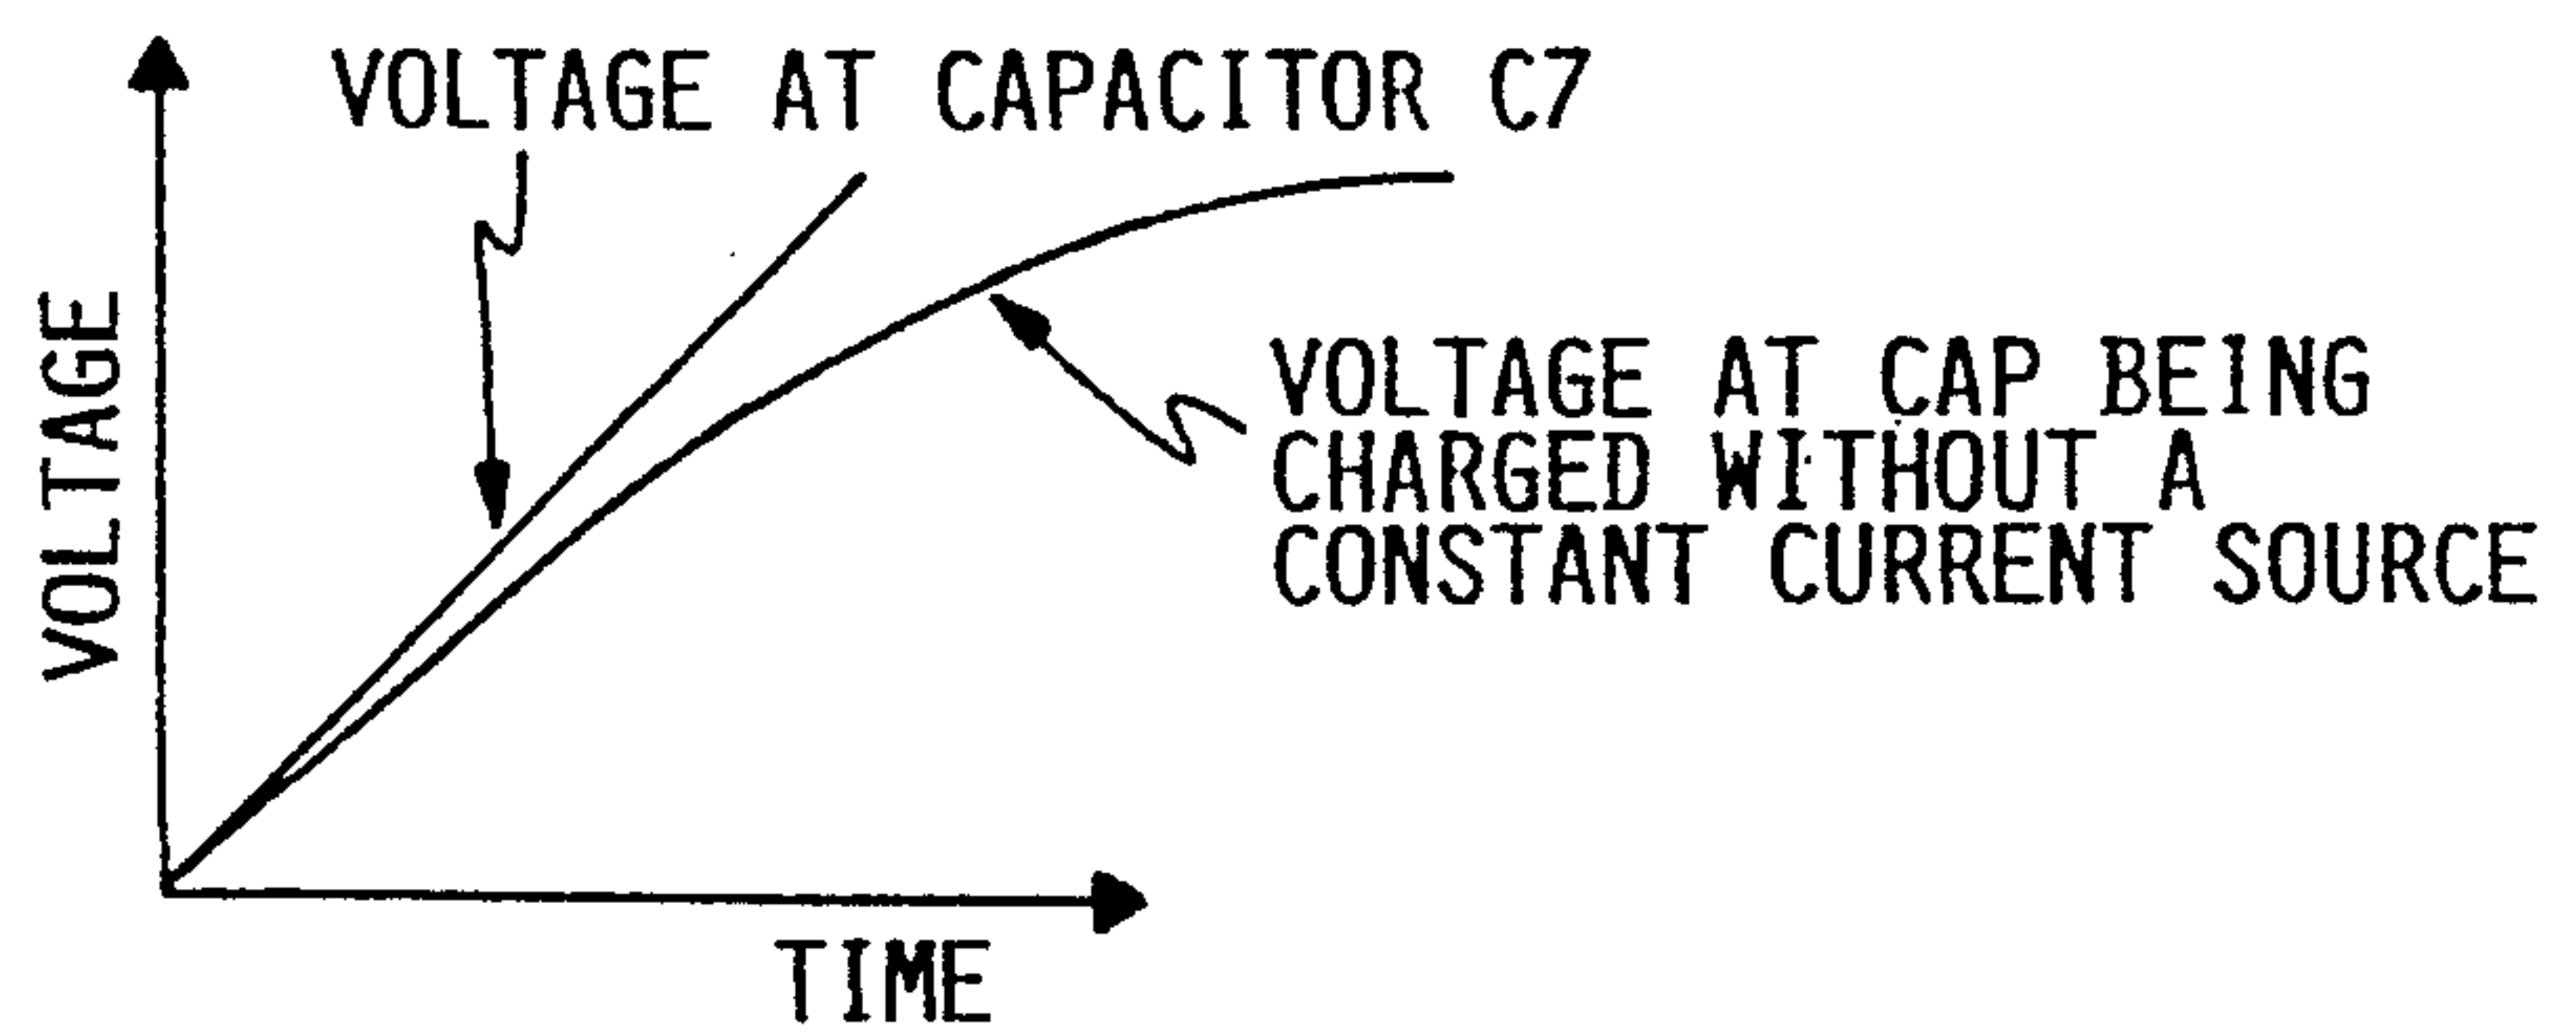 VOLTAGE AT CAPACITOR C7
VOLTAGE
VOLTAGE AT CAP BEING
CHARGED WITHOUT A
CONSTANT CURRENT SOURCE
TIME